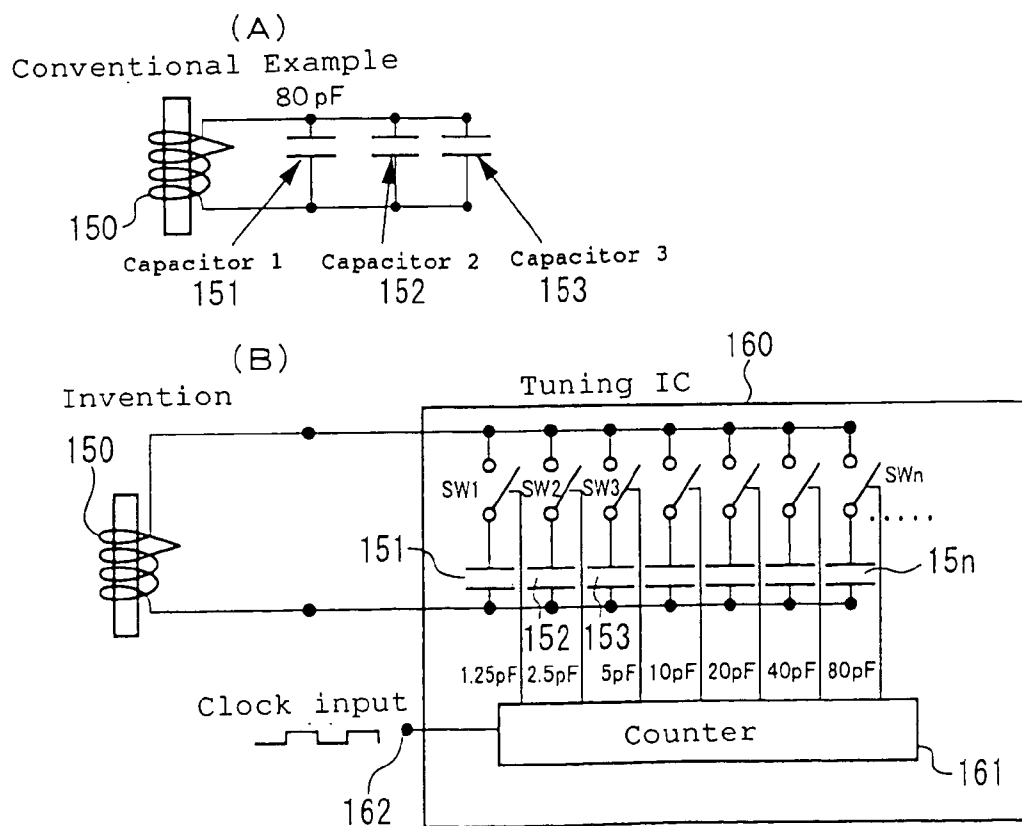 (A)
Conventional Example
80pF
150
Capacitor 1
Capacitor 2
Capacitor 3
151
152
153
(B)
160
Invention
Tuning IC
150
SW1
SW2
SW3
SWn
.....
151
15n
152
153
1.25pF
2.5pF
5pF
10pF
20pF
40pF
80pF
Clock input
Counter
162
161